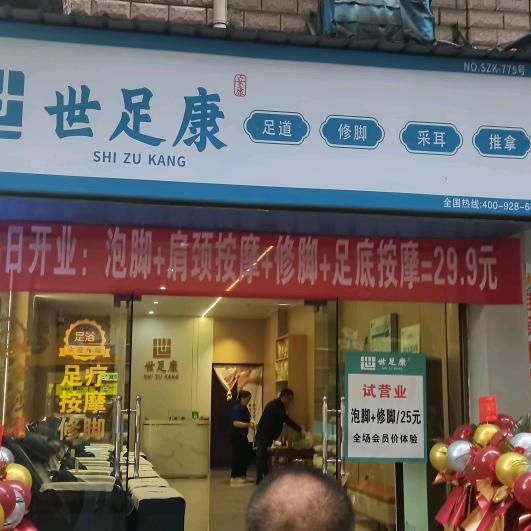 NO.SZK-775号
世足康
SHI ZU KANG
足道
修脚
采耳
推拿
全国热线:400-928-6
日开业：泡脚+肩颈按摩+修脚+足底按摩=29.9元
足浴
足疗
按摩
修脚
世足康
SHI ZU KANG
世足康
SHI ZU KANG
试营业
泡脚+修脚/25元
全场会员价体验